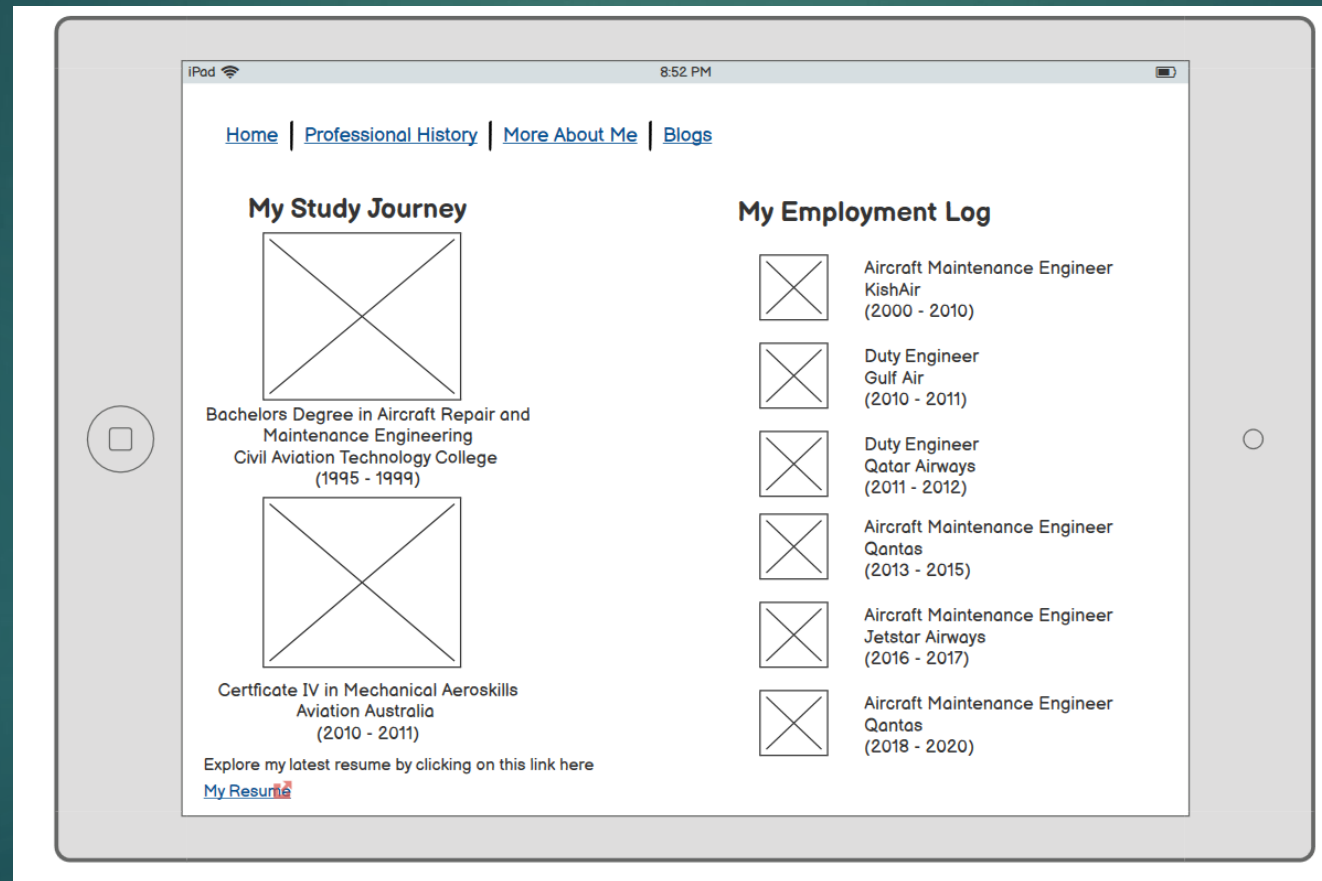 iPad
8:52 PM
Home
Professional History
More About Me
Blogs
My Study Journey
Bachelors Degree in Aircraft Repair and
Maintenance Engineering
Civil Aviation Technology College
(1995 - 1999)
Certficate IV in Mechanical Aeroskills
Aviation Australia
(2010 - 2011)
Explore my latest resume by clicking on this link here
My Resume
My Employment Log
Aircraft Maintenance Engineer
KishAir
(2000 - 2010)
Duty Engineer
Gulf Air
(2010 - 2011)
Duty Engineer
Qatar Airways
(2011 - 2012)
Aircraft Maintenance Engineer
Qantas
(2013 - 2015)
Aircraft Maintenance Engineer
Jetstar Airways
(2016 - 2017)
Aircraft Maintenance Engineer
Qantas
(2018 - 2020)